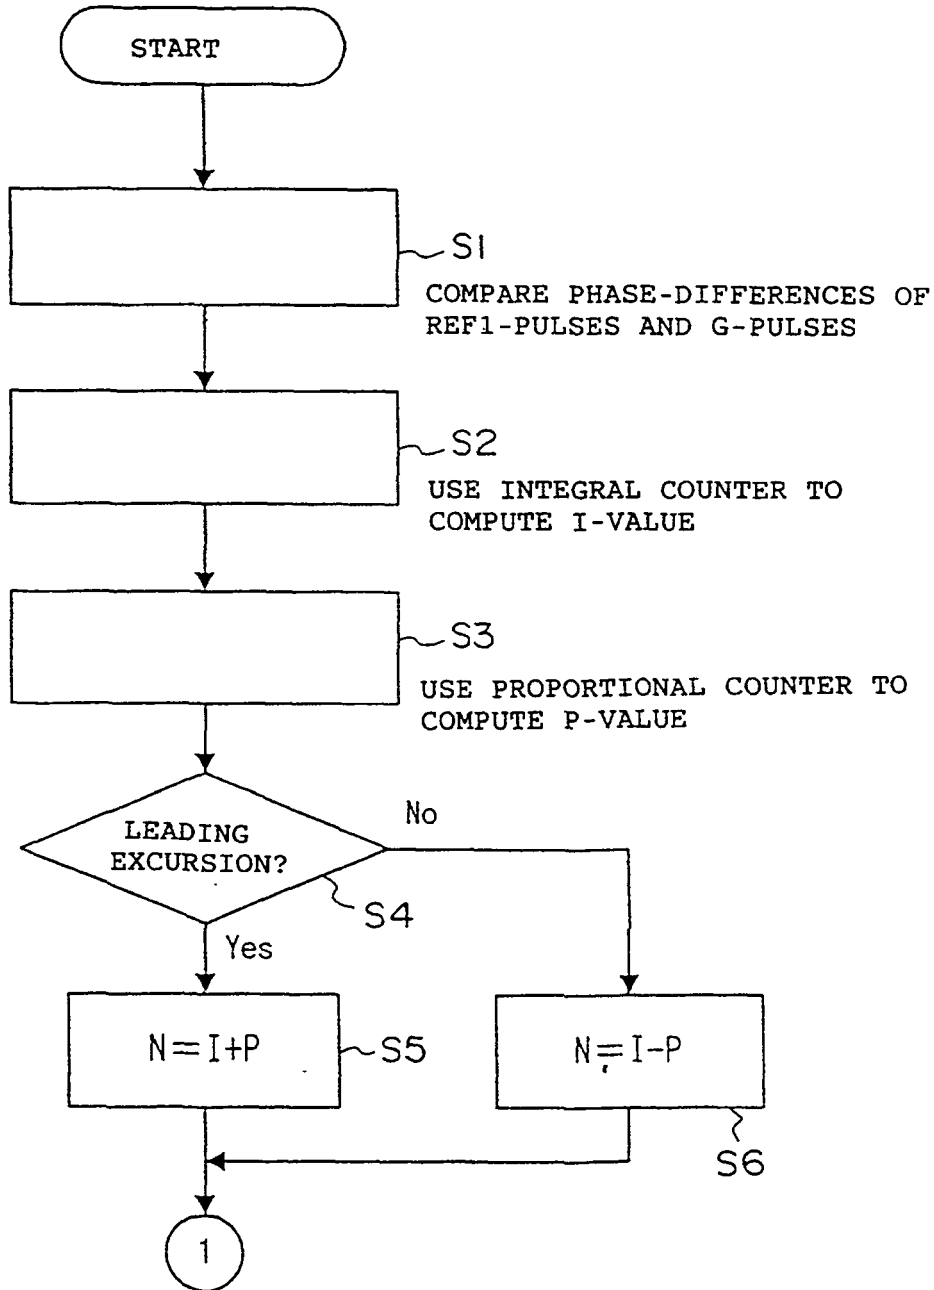 START
S1
COMPARE PHASE-DIFFERENCES OF
REF1-PULSES AND G-PULSES
S2
USE INTEGRAL COUNTER TO
COMPUTE I-VALUE
S3
USE PROPORTIONAL COUNTER TO
COMPUTE P-VALUE
LEADING
EXCURSION?
No
S4
Yes
N=I+P
S5
N=I-P
S6
1